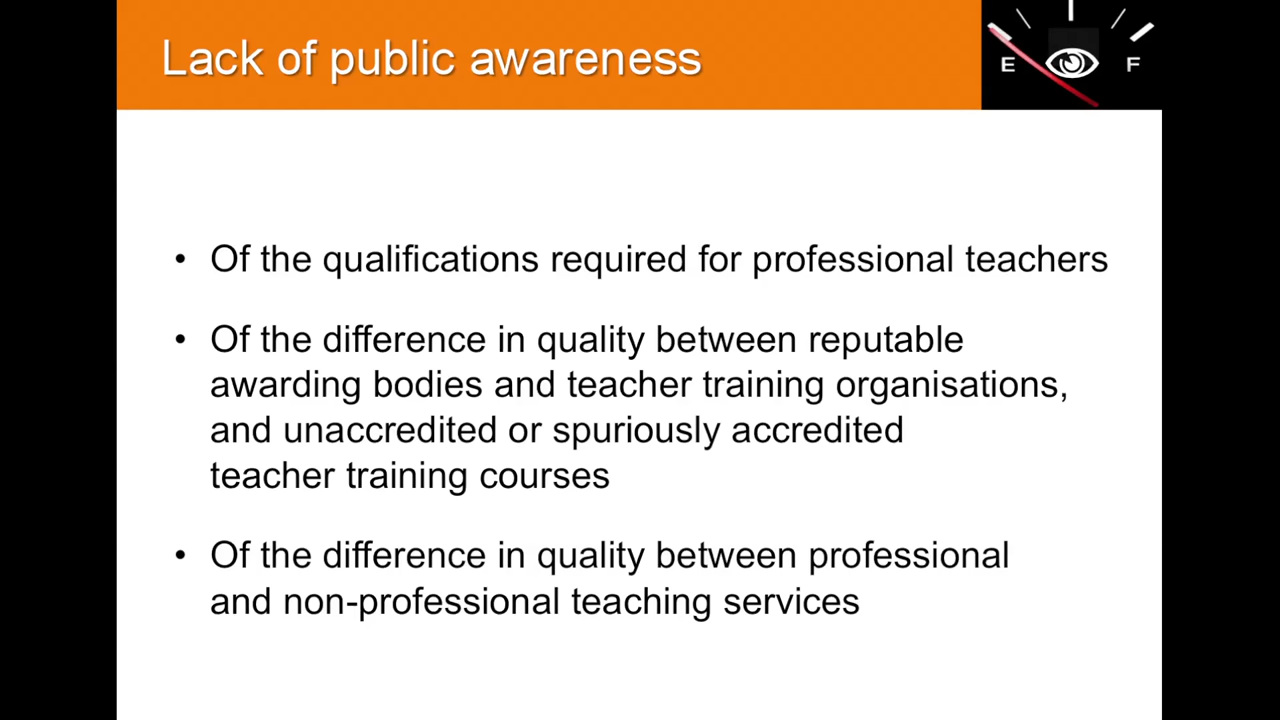 Lack of public awareness
E F
• Of the qualifications required for professional teachers
• Of the difference in quality between reputable
awarding bodies and teacher training organisations,
and unaccredited or spuriously accredited
teacher training courses
• Of the difference in quality between professional
and non-professional teaching services